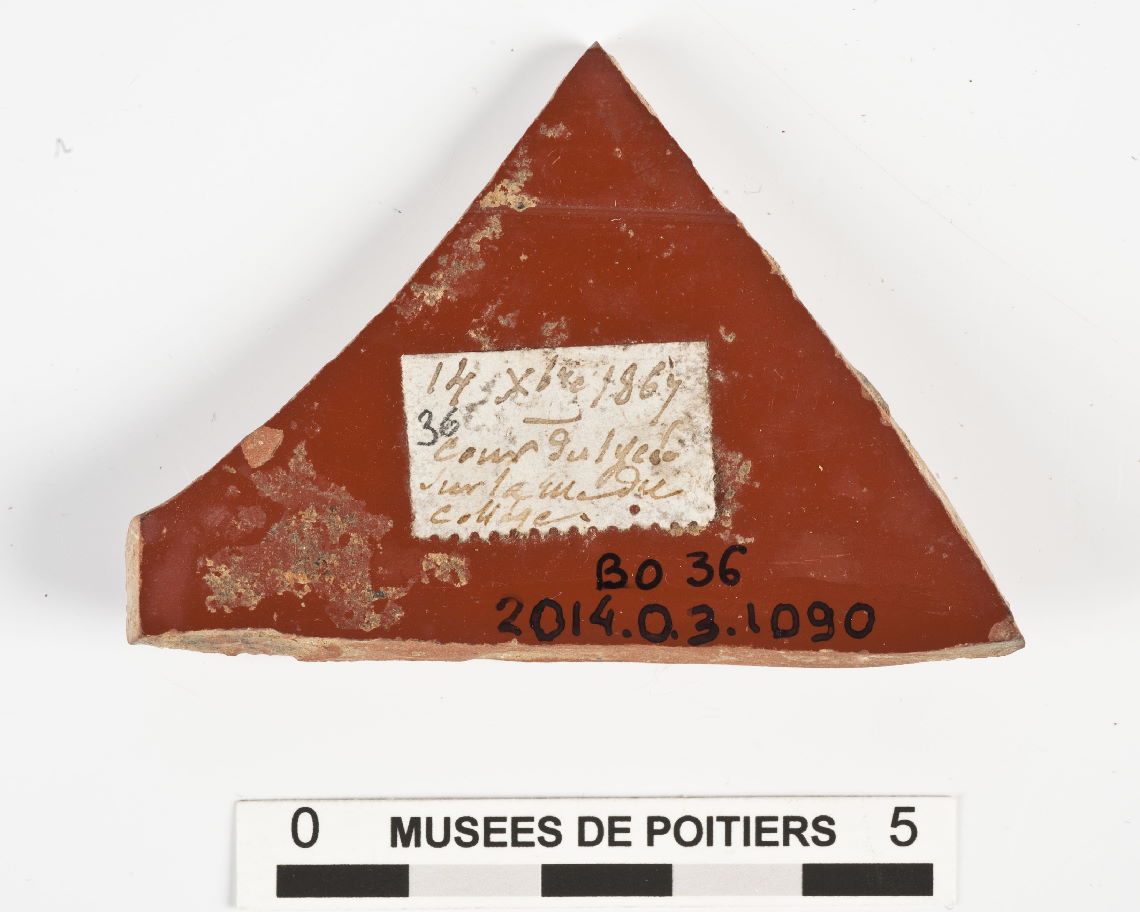 14 Xbre 1867
36
Cour du lycée
sur la rue du
collège.
BO 36
2014.0.3.1090
0 MUSEES DE POITIERS 5